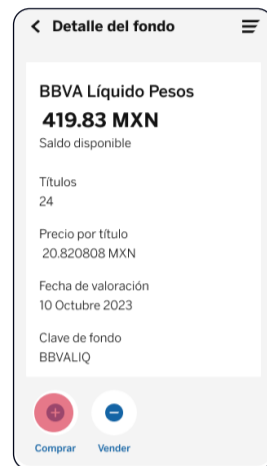 Detalle del fondo
BBVA Líquido Pesos
419.83 MXN
Saldo disponible
Títulos
24
Precio por título
20.820808 MXN
Fecha de valoración
10 Octubre 2023
Clave de fondo
BBVALIQ
Comprar Vender